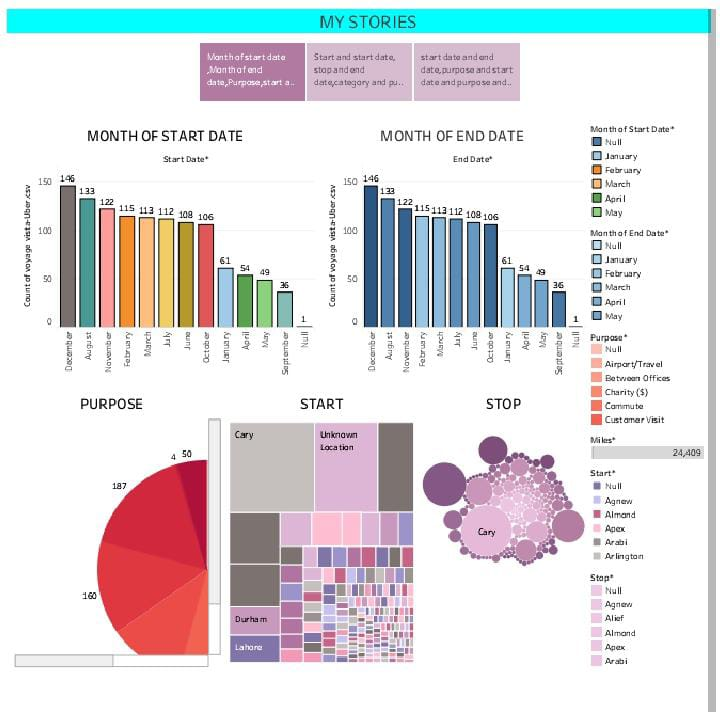 MY STORIES
Month of start date
,Month of end
date,Purpose,start a..
Start and start date,
stop and end
date,category and pu..
start date and end
date,purpose and start
date and purpose and..
MONTH OF START DATE
Start Date*
Count of voyage vista-Uber.csv
150
100
50
0
146
133
122
115
113
112
108
106
61
54
49
36
1
December
August
November
February
March
July
June
October
January
April
May
September
Null
MONTH OF END DATE
End Date*
Count of voyage vista-Uber.csv
150
100
50
0
146
133
122
115
113
112
108
106
61
54
49
36
1
December
August
November
February
March
July
June
October
January
April
May
September
Null
Month of Start Date*
Null
January
February
March
April
May
Month of End Date*
Null
January
February
March
April
May
Purpose*
Null
Airport/Travel
Between Offices
Charity ($)
Commute
Customer Visit
Miles*
24,409
Start*
Null
Agnew
Almond
Apex
Arabi
Arlington
Stop*
Null
Agnew
Alief
Almond
Apex
Arabi
PURPOSE
4
50
187
160
START
Cary
Unknown
Location
Durham
Lahore
STOP
Cary